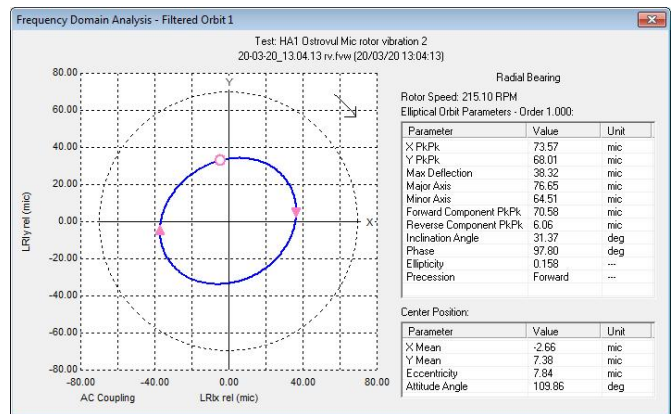 Frequency Domain Analysis - Filtered Orbit 1
Test: HA1 Ostrovul Mic rotor vibration 2
20-03-20_13.04.13 rv.fvw (20/03/20 13:04:13)
80.00
60.00
40.00
20.00
0.00
-20.00
-40.00
-60.00
-80.00
LRIy rel (mic)
Y
X
-80.00 -40.00 0.00 40.00 80.00
AC Coupling LRIx rel (mic)
Radial Bearing
Rotor Speed: 215.10 RPM
Elliptical Orbit Parameters - Order 1.000:
Parameter Value Unit
X PkPk 73.57 mic
Y PkPk 68.01 mic
Max Deflection 38.32 mic
Major Axis 76.65 mic
Minor Axis 64.51 mic
Forward Component PkPk 70.58 mic
Reverse Component PkPk 6.06 mic
Inclination Angle 31.37 deg
Phase 97.80 deg
Ellipticity 0.158 ---
Precession Forward ---
Center Position:
Parameter Value Unit
X Mean -2.66 mic
Y Mean 7.38 mic
Eccentricity 7.84 mic
Attitude Angle 109.86 deg